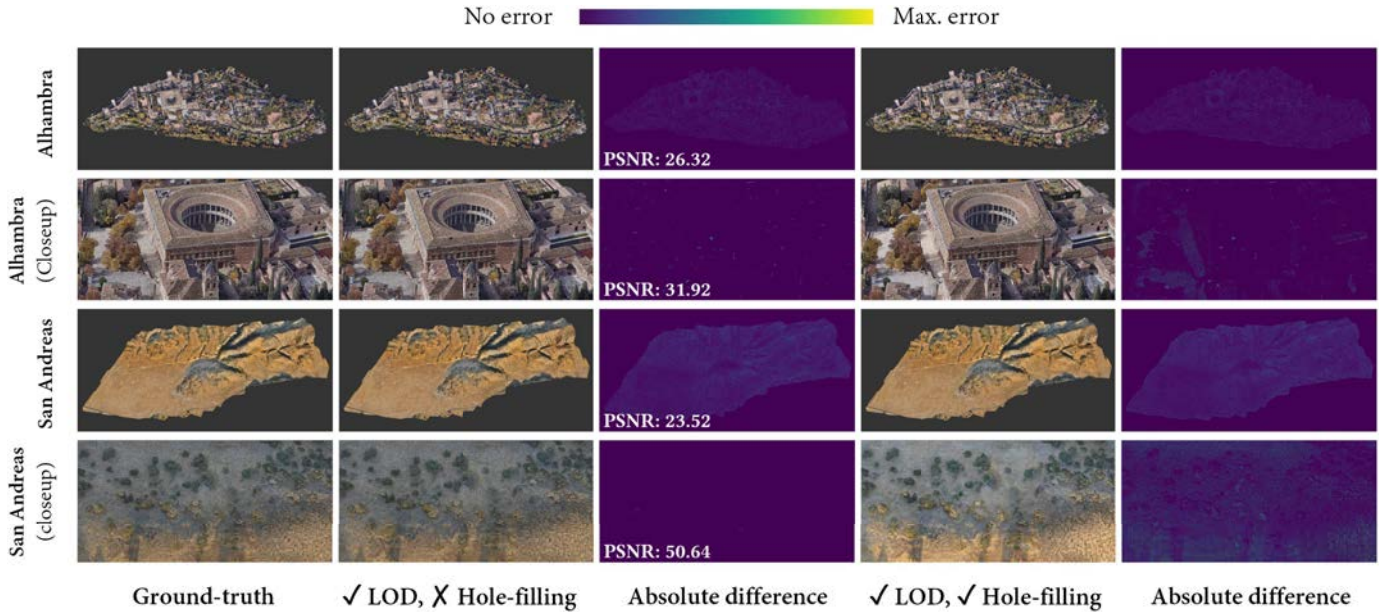 No error Max. error
Alhambra
PSNR: 26.32
Alhambra
(Closeup)
PSNR: 31.92
San Andreas
PSNR: 23.52
San Andreas
(closeup)
PSNR: 50.64
Ground-truth ✓ LOD, ✗ Hole-filling Absolute difference ✓ LOD, ✓ Hole-filling Absolute difference